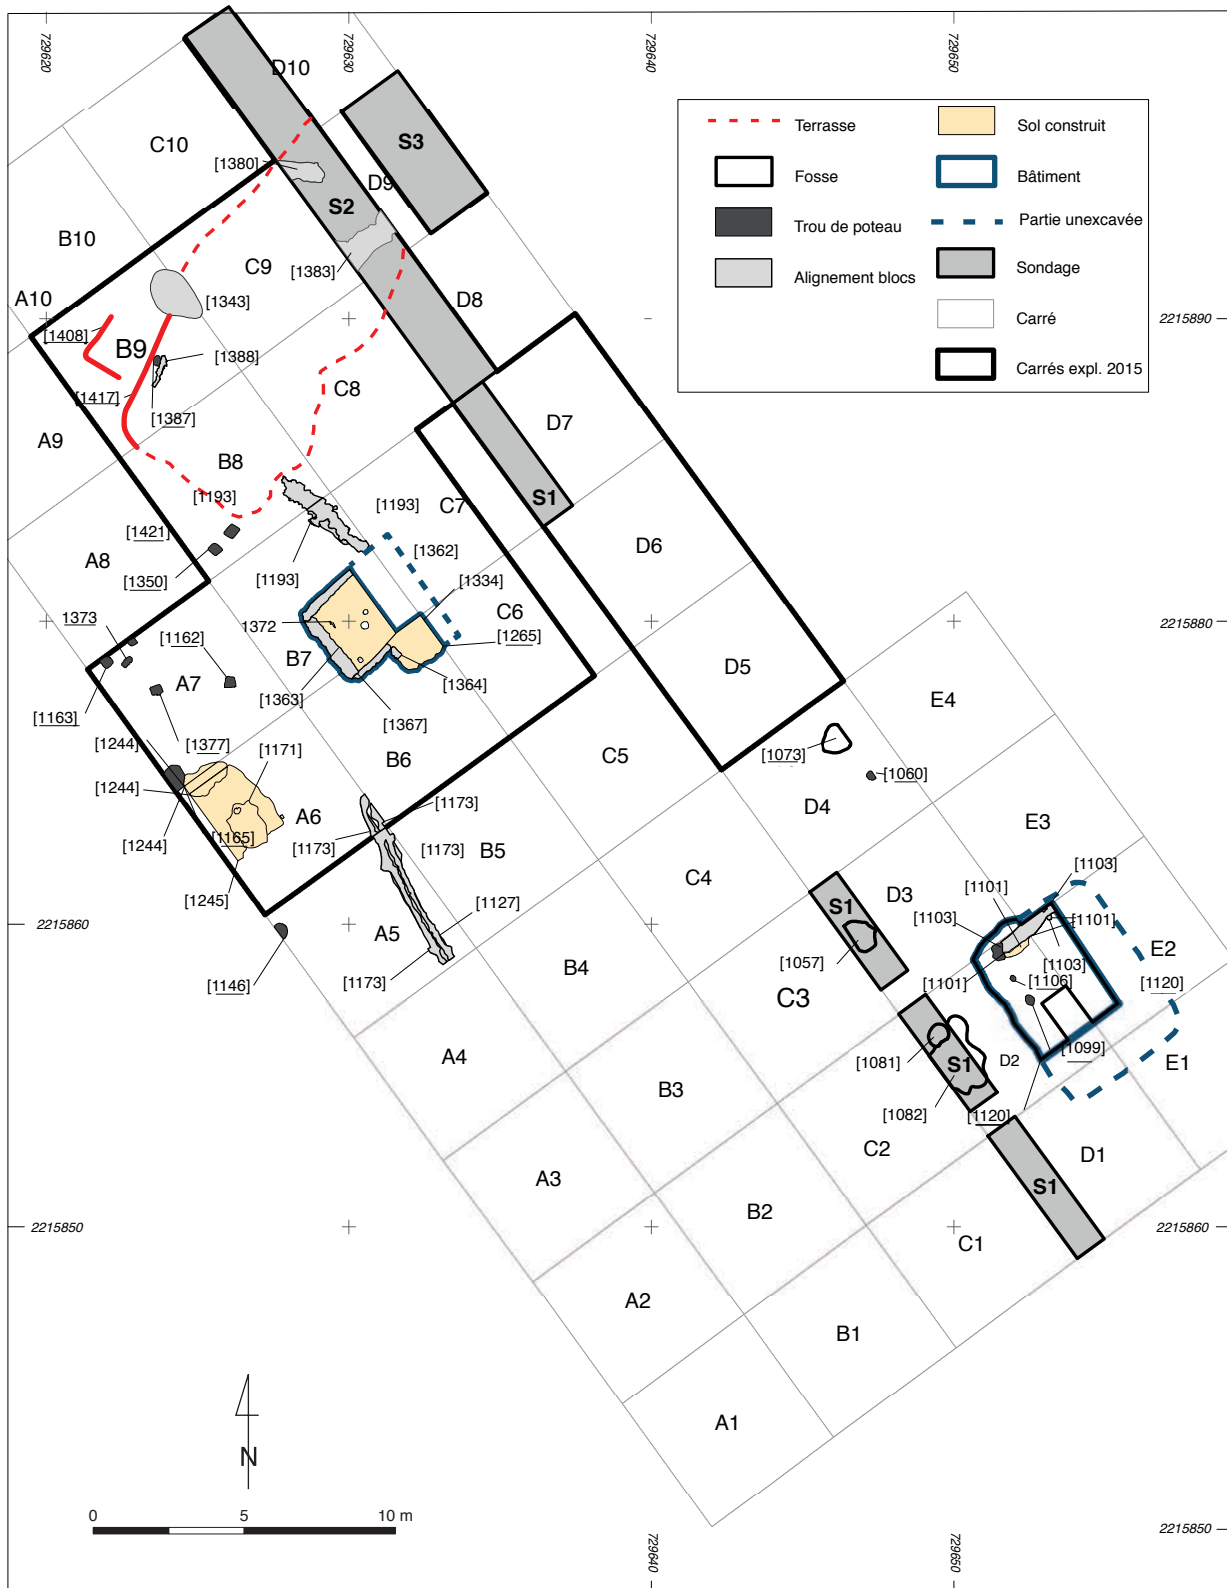 729620
729630
729640
729650
D10
C10
S3
[1380]
D9
S2
B10
C9
[1383]
A10
[1343]
D8
[1408]
B9
[1388]
C8
[1417]
[1387]
A9
B8
D7
[1193]
C7
[1193]
S1
[1421]
[1350]
D6
A8
[1193]
[1362]
[1334]
1373
[1162]
1372
C6
[1265]
B7
A7
[1363]
[1364]
D5
[1163]
[1367]
[1377]
[1244]
[1171]
B6
C5
[1244]
A6
[1173]
[1244]
[1165]
[1173]
[1173]
B5
[1245]
A5
[1127]
[1146]
[1173]
Terrasse
Sol construit
Fosse
Bâtiment
Trou de poteau
Partie unexcavée
Alignement blocs
Sondage
Carré
Carrés expl. 2015
2215890
2215880
E4
[1073]
[1060]
D4
E3
C4
[1103]
D3
[1101]
S1
[1103]
[1101]
E2
[1057]
B4
C3
[1101]
[1103]
[1106]
[1120]
A4
[1081]
S1
D2
[1099]
E1
B3
[1082]
[1120]
C2
D1
A3
B2
S1
C1
A2
B1
A1
2215860
2215850
2215860
2215850
N
0
5
10 m
729640
729650